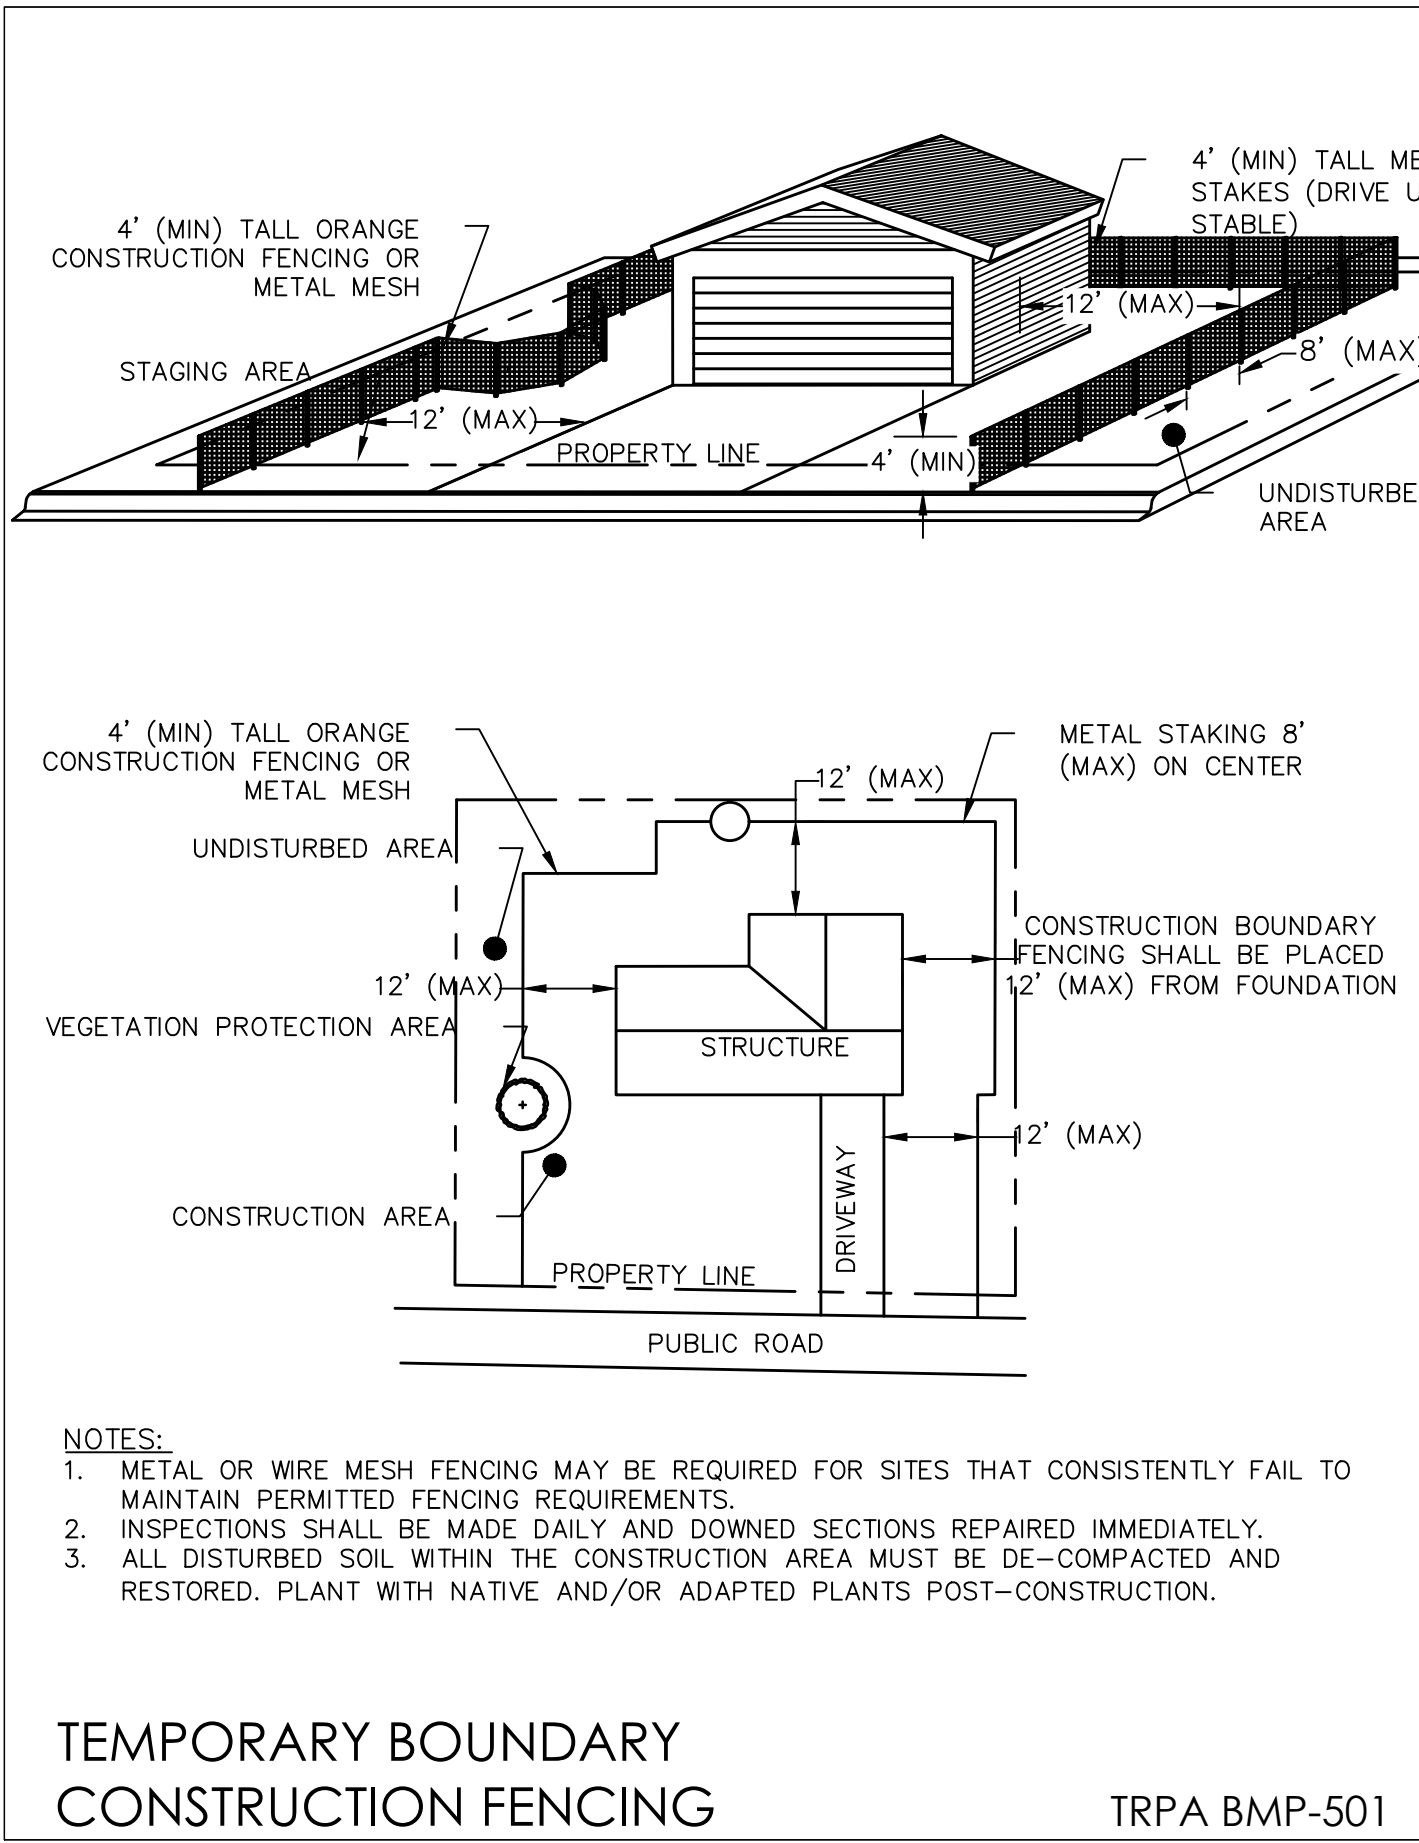 4' (MIN) TALL ORANGE
CONSTRUCTION FENCING OR
METAL MESH
4' (MIN) TALL
STAKES (DRIVE
STABLE)
12' (MAX)
8' (MAX)
STAGING AREA
12' (MAX)
PROPERTY LINE
4' (MIN)
AREA
4' (MIN) TALL ORANGE
CONSTRUCTION FENCING OR
METAL MESH
METAL STAKING 8'
(MAX) ON CENTER
12' (MAX)
UNDISTURBED AREA
CONSTRUCTION BOUNDARY
FENCING SHALL BE PLACED
12' (MAX) FROM FOUNDATION
12' (MAX)
VEGETATION PROTECTION AREA
STRUCTURE
12' (MAX)
DRIVEWAY
CONSTRUCTION AREA
PROPERTY LINE
PUBLIC ROAD
NOTES:
1. METAL OR WIRE MESH FENCING MAY BE REQUIRED FOR SITES THAT CONSISTENTLY FAIL TO
MAINTAIN PERMITTED FENCING REQUIREMENTS.
2. INSPECTIONS SHALL BE MADE DAILY AND DOWNED SECTIONS REPAIRED IMMEDIATELY.
3. ALL DISTURBED SOIL WITHIN THE CONSTRUCTION AREA MUST BE DE-COMPACTED AND
RESTORED. PLANT WITH NATIVE AND/OR ADAPTED PLANTS POST-CONSTRUCTION.
TEMPORARY BOUNDARY
CONSTRUCTION FENCING
TRPA BMP-501